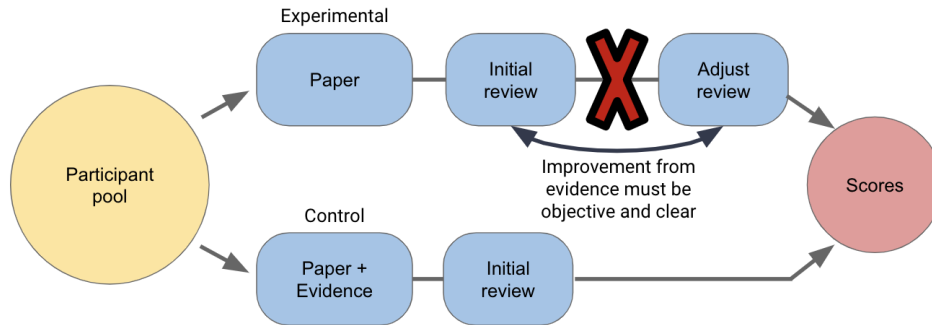 Experimental
Paper
Initial
review
Adjust
review
Improvement from
evidence must be
objective and clear
Participant
pool
Scores
Control
Paper +
Evidence
Initial
review